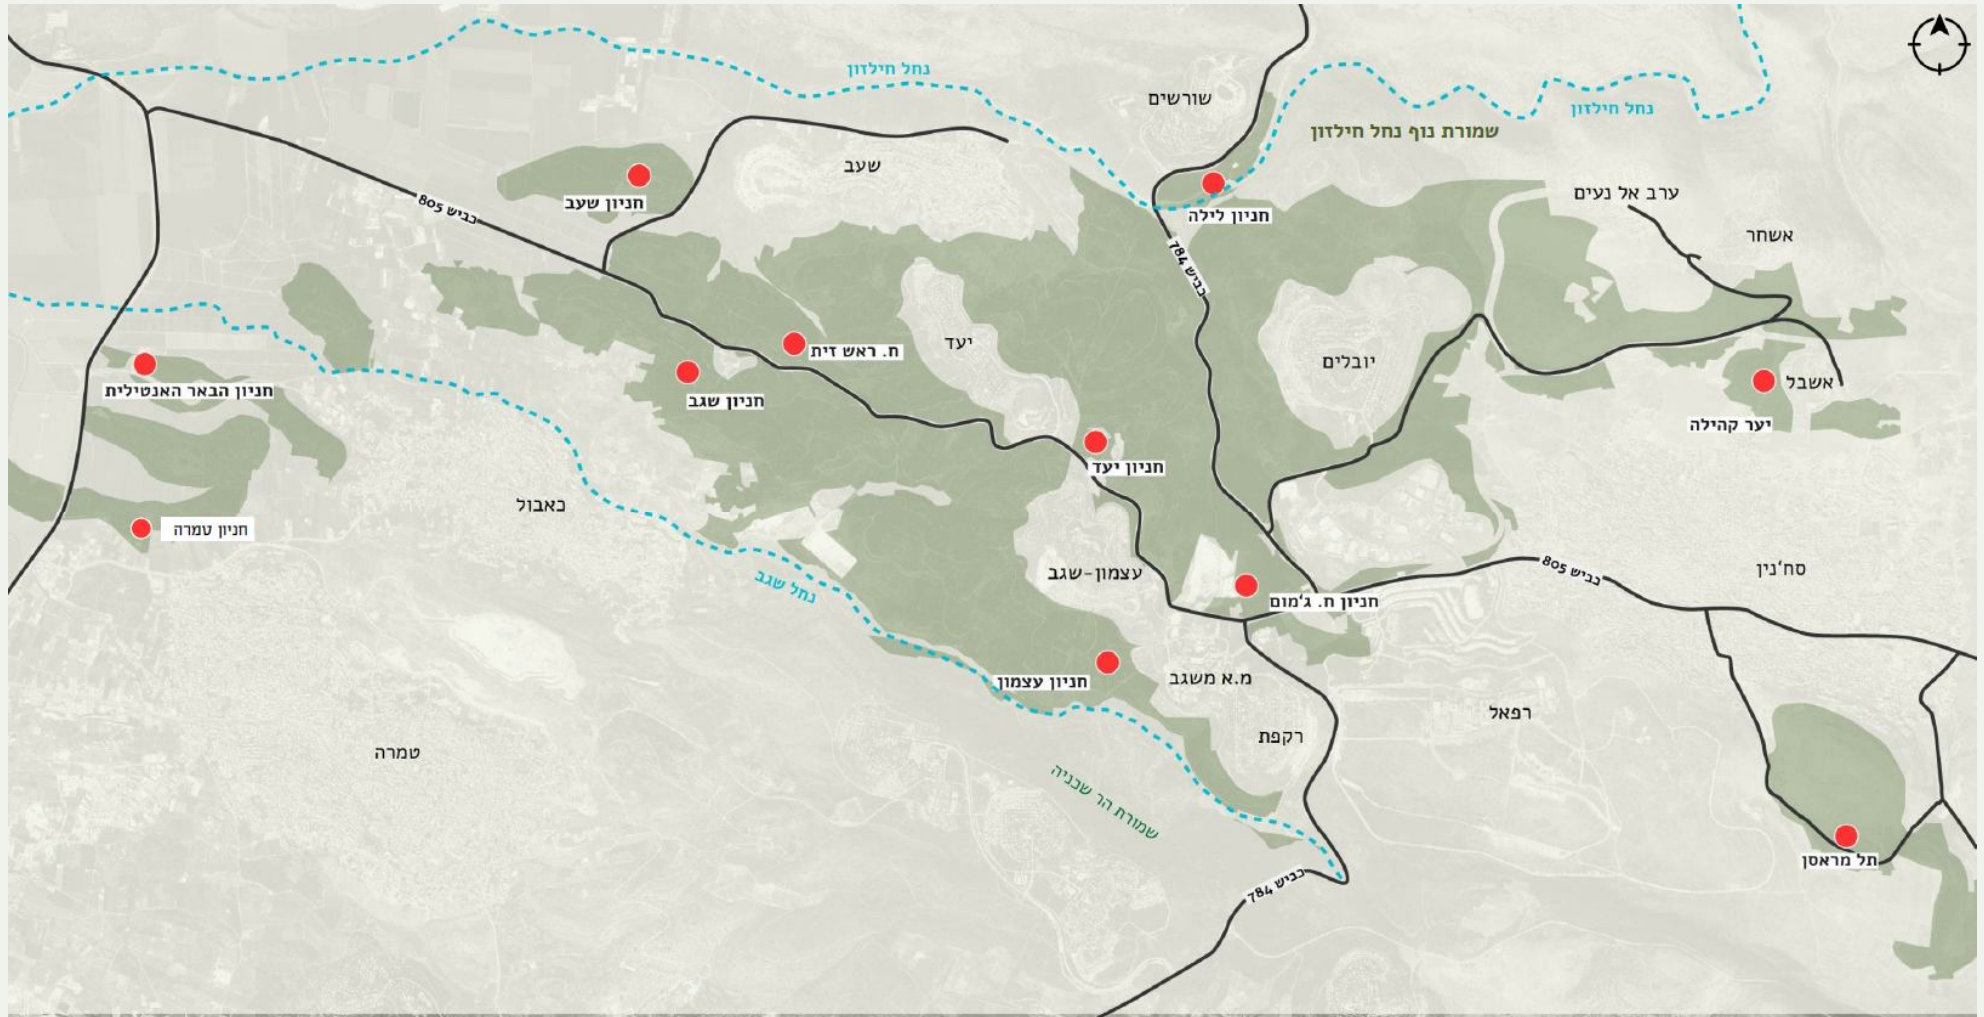 נחל חילזון
שורשים
נחל חילזון
שמורת נוף נחל חילזון
שעב
ערב אל נעים
חניון שעב
כביש 805
חניון לילה
אשחר
כביש 784
יעד
ח. ראש זית
יובלים
חניון הבאר האנטילית
חניון שגב
אשבל
יער קהילה
חניון יעד
כאבול
חניון טמרה
עצמון-שגב
כביש 805
סח'נין
נחל שגב
חניון ח. ג'מום
חניון עצמון
מ.א משגב
רפאל
רקפת
טמרה
שמורת הר שכניה
תל מראסן
כביש 784